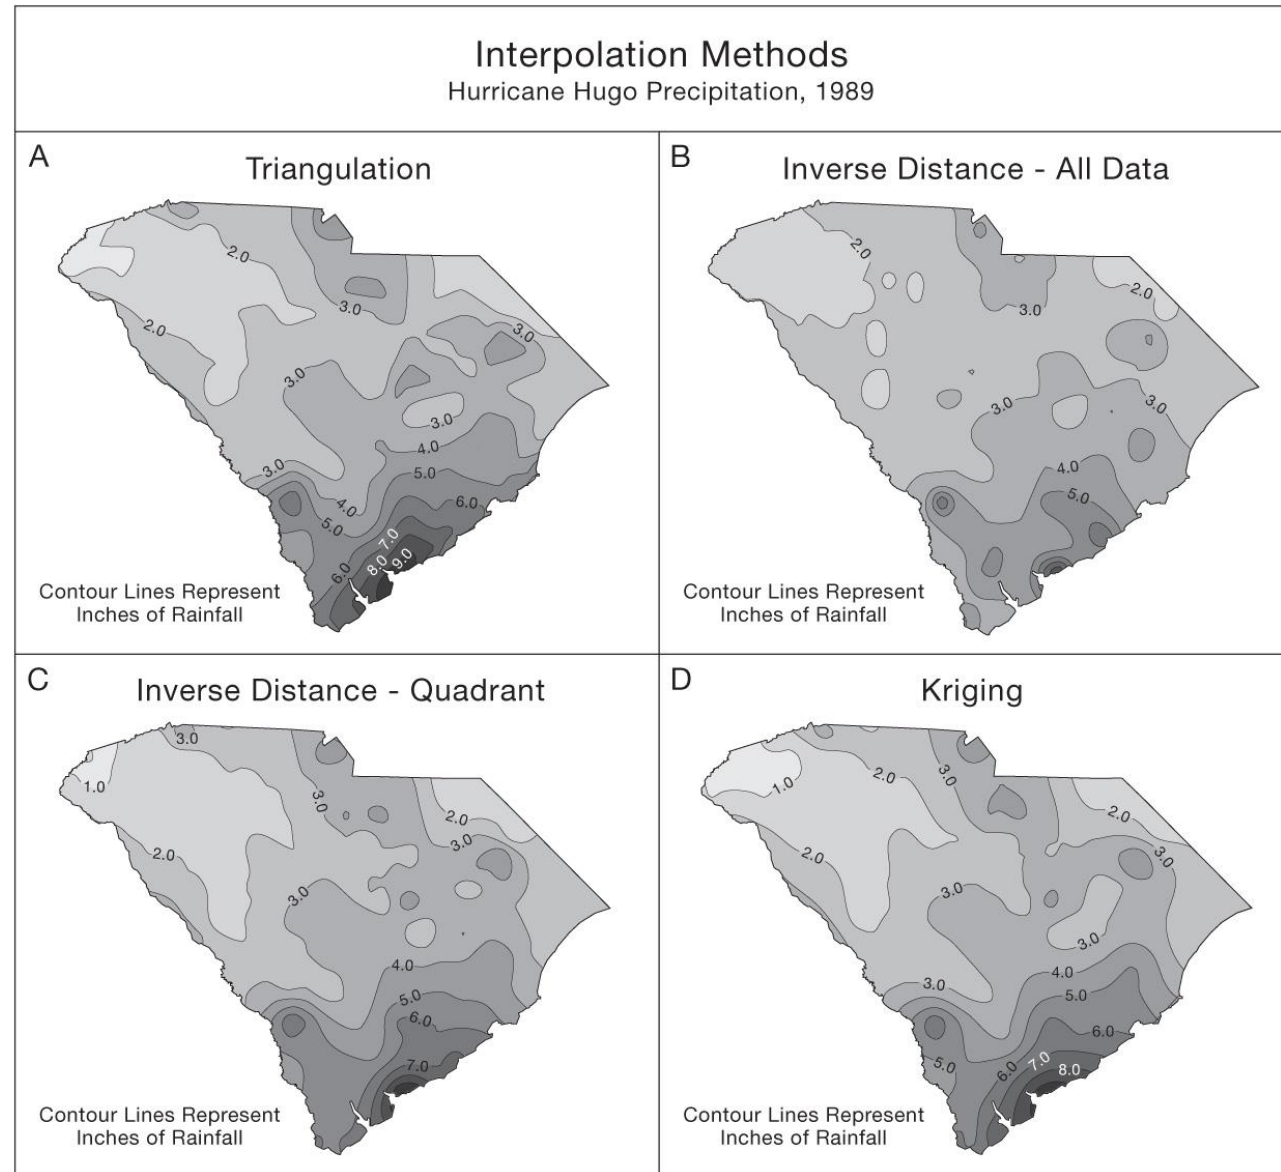 Interpolation Methods
Hurricane Hugo Precipitation, 1989
A
Triangulation
2.0
2.0
3.0
3.0
3.0
3.0
3.0
4.0
5.0
4.0
5.0
6.0
7.0
8.0
9.0
6.0
Contour Lines Represent
Inches of Rainfall
B
Inverse Distance - All Data
2.0
2.0
3.0
3.0
3.0
4.0
5.0
Contour Lines Represent
Inches of Rainfall
C
Inverse Distance - Quadrant
3.0
1.0
3.0
2.0
3.0
2.0
3.0
4.0
5.0
6.0
7.0
Contour Lines Represent
Inches of Rainfall
D
Kriging
1.0
2.0
3.0
2.0
2.0
3.0
3.0
3.0
3.0
4.0
5.0
6.0
5.0
6.0
7.0
8.0
Contour Lines Represent
Inches of Rainfall